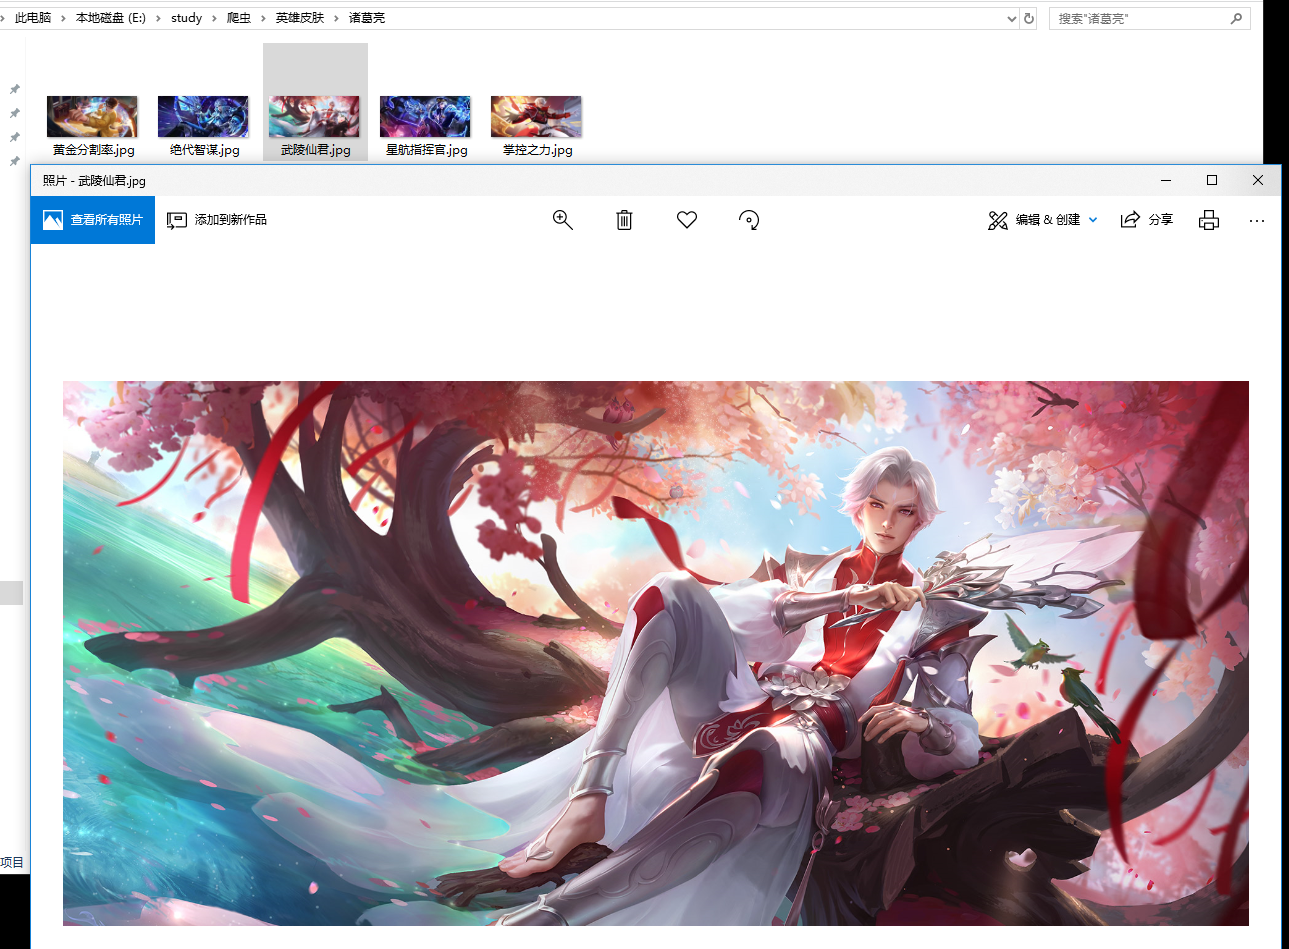 此电脑 > 本地磁盘 (E:) > study > 爬虫 > 英雄皮肤 > 诸葛亮
搜索"诸葛亮"
黄金分割率.jpg
绝代智谋.jpg
武陵仙君.jpg
星航指挥官.jpg
掌控之力.jpg
照片 - 武陵仙君.jpg
查看所有照片
添加到新作品
编辑 & 创建
分享
项目